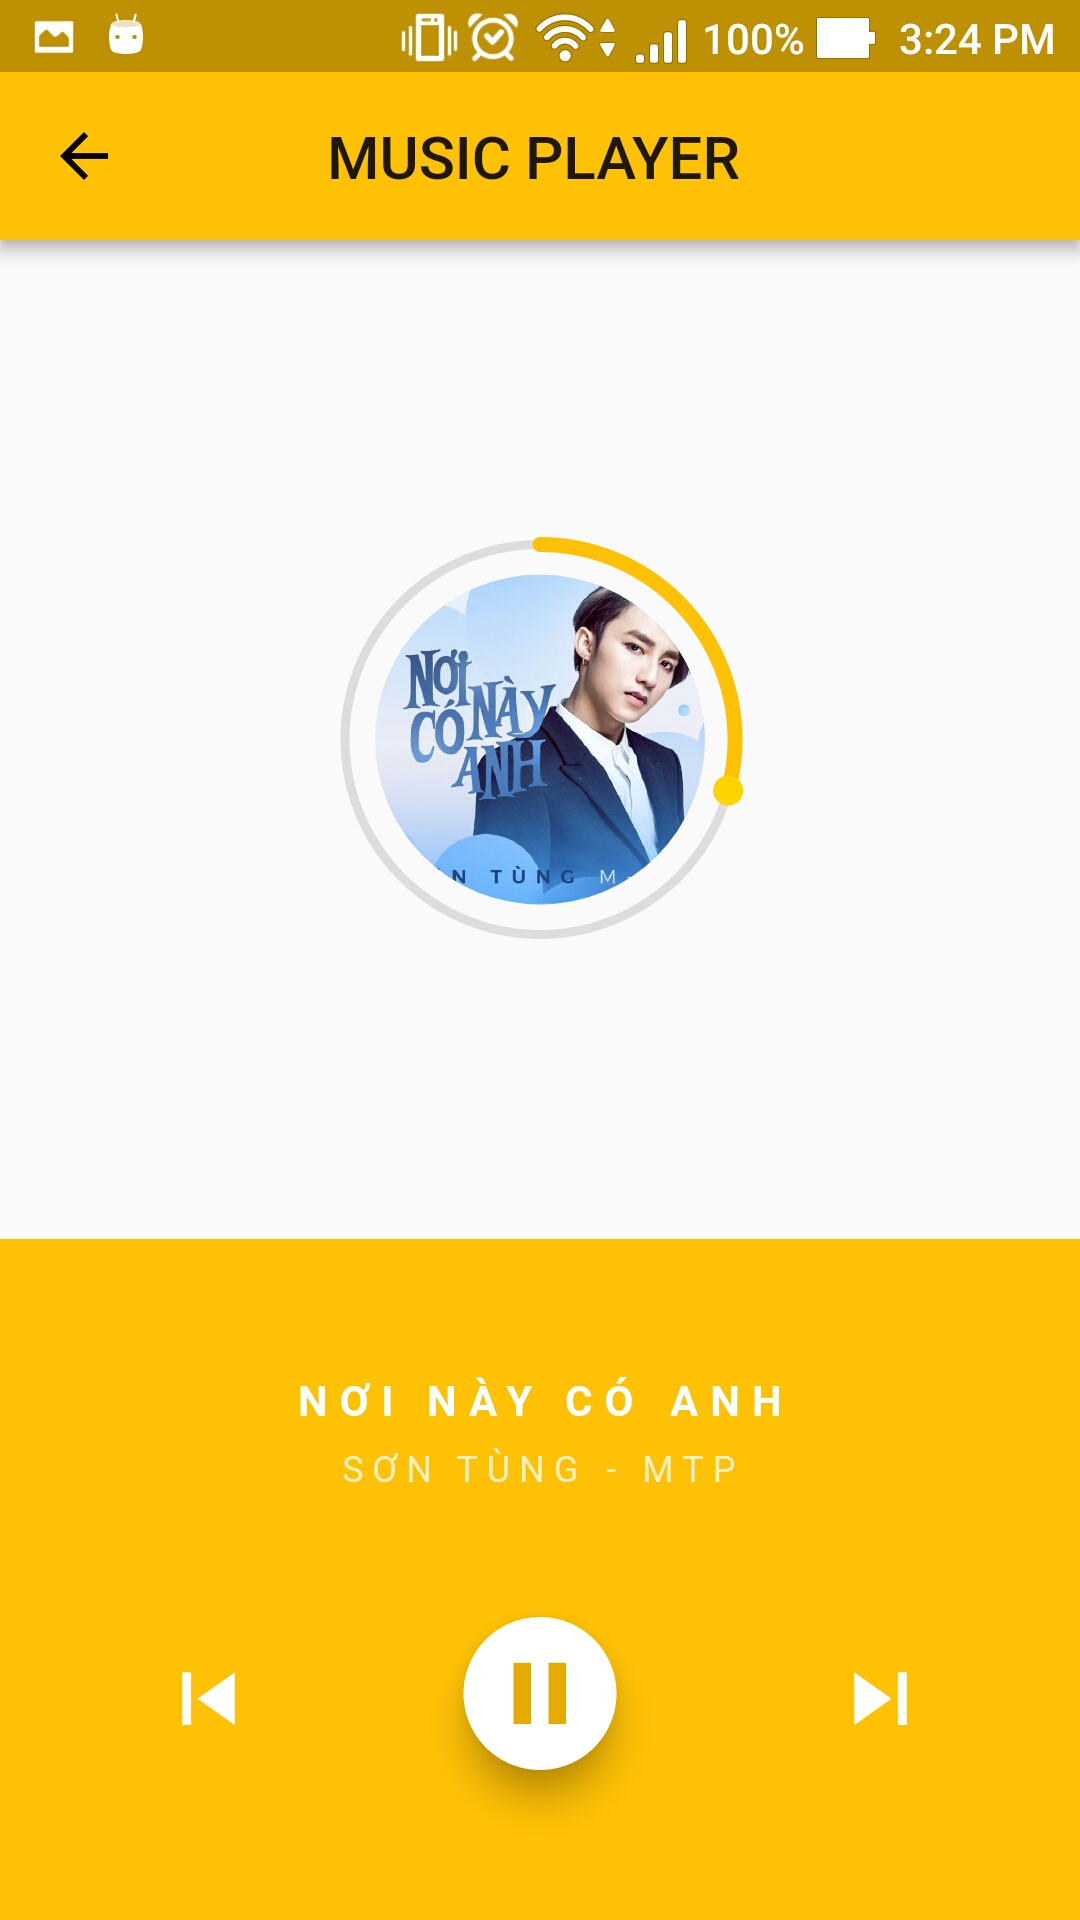 100% 3:24 PM
MUSIC PLAYER
NƠI
CÓ NÀY
ANH
N TÙNG M-
NƠI NÀY CÓ ANH
SƠN TÙNG - MTP